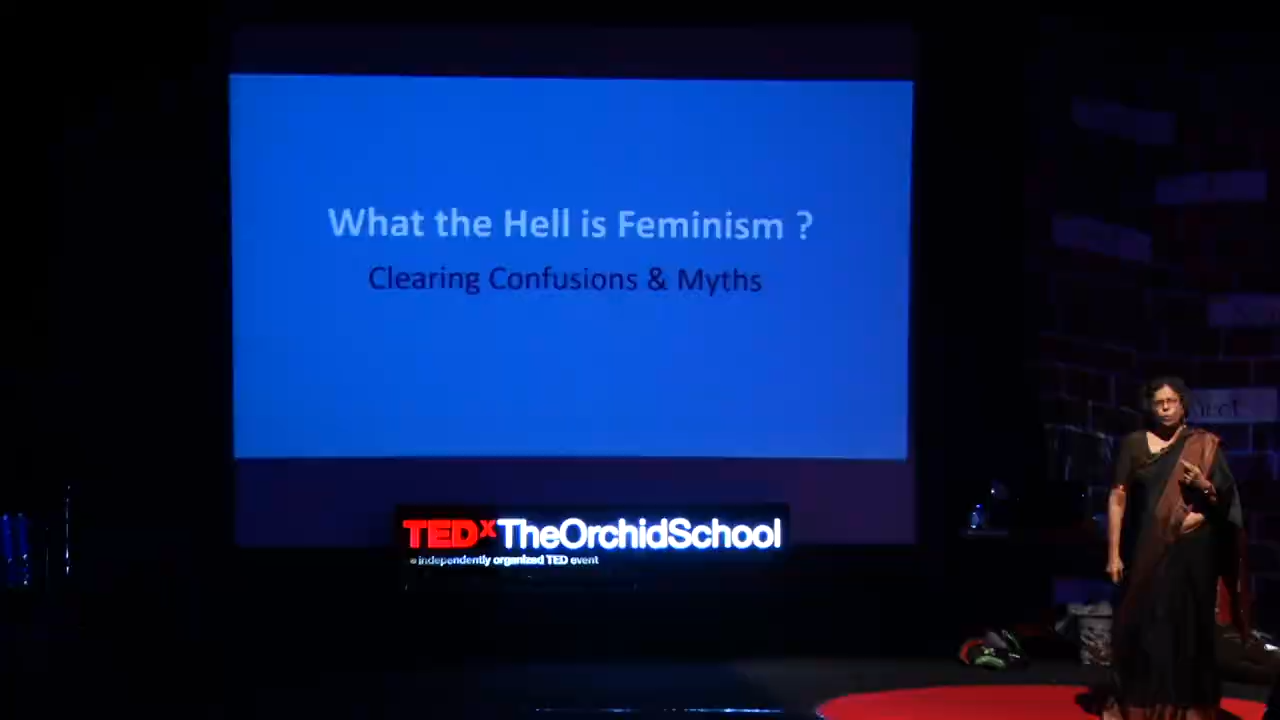 What the Hell is Feminism ?
Clearing Confusions & Myths
TEDxTheOrchidSchool
independently organized TED event